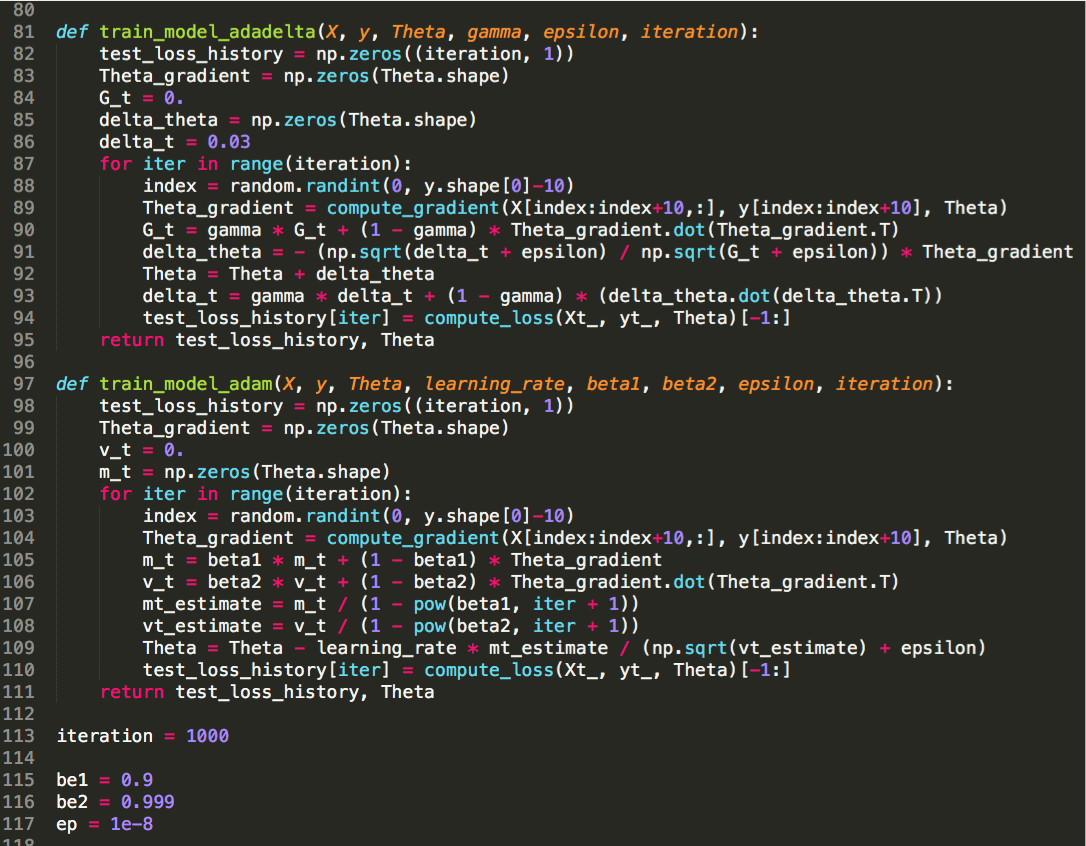 80
81 def train_model_adadelta(X, y, Theta, gamma, epsilon, iteration):
82     test_loss_history = np.zeros((iteration, 1))
83     Theta_gradient = np.zeros(Theta.shape)
84     G_t = 0.
85     delta_theta = np.zeros(Theta.shape)
86     delta_t = 0.03
87     for iter in range(iteration):
88         index = random.randint(0, y.shape[0]-10)
89         Theta_gradient = compute_gradient(X[index:index+10,:], y[index:index+10], Theta)
90         G_t = gamma * G_t + (1 - gamma) * Theta_gradient.dot(Theta_gradient.T)
91         delta_theta = - (np.sqrt(delta_t + epsilon) / np.sqrt(G_t + epsilon)) * Theta_gradient
92         Theta = Theta + delta_theta
93         delta_t = gamma * delta_t + (1 - gamma) * (delta_theta.dot(delta_theta.T))
94         test_loss_history[iter] = compute_loss(Xt_, yt_, Theta)[-1:]
95     return test_loss_history, Theta
96
97 def train_model_adam(X, y, Theta, learning_rate, beta1, beta2, epsilon, iteration):
98     test_loss_history = np.zeros((iteration, 1))
99     Theta_gradient = np.zeros(Theta.shape)
100     v_t = 0.
101     m_t = np.zeros(Theta.shape)
102     for iter in range(iteration):
103         index = random.randint(0, y.shape[0]-10)
104         Theta_gradient = compute_gradient(X[index:index+10,:], y[index:index+10], Theta)
105         m_t = beta1 * m_t + (1 - beta1) * Theta_gradient
106         v_t = beta2 * v_t + (1 - beta2) * Theta_gradient.dot(Theta_gradient.T)
107         mt_estimate = m_t / (1 - pow(beta1, iter + 1))
108         vt_estimate = v_t / (1 - pow(beta2, iter + 1))
109         Theta = Theta - learning_rate * mt_estimate / (np.sqrt(vt_estimate) + epsilon)
110         test_loss_history[iter] = compute_loss(Xt_, yt_, Theta)[-1:]
111     return test_loss_history, Theta
112
113 iteration = 1000
114
115 be1 = 0.9
116 be2 = 0.999
117 ep = 1e-8
118